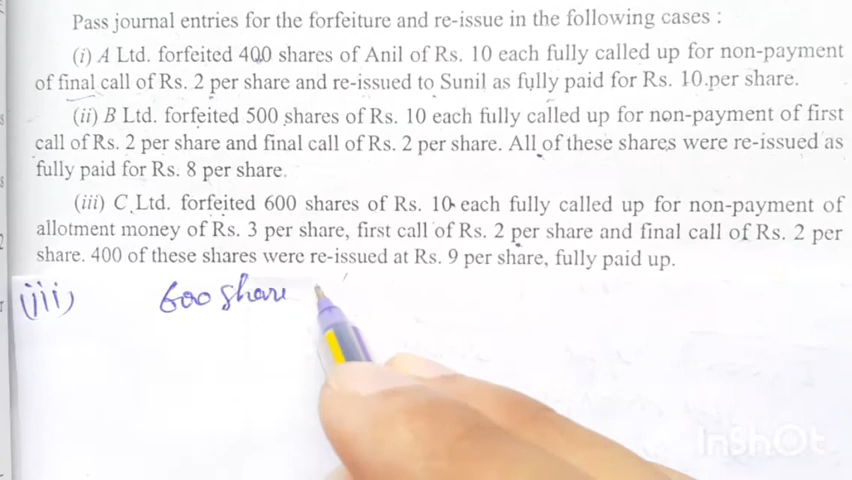 Pass journal entries for the forfeiture and re-issue in the following cases :
(i) A Ltd. forfeited 400 shares of Anil of Rs. 10 each fully called up for non-payment
of final call of Rs. 2 per share and re-issued to Sunil as fully paid for Rs. 10 per share.
(ii) B Ltd. forfeited 500 shares of Rs. 10 each fully called up for non-payment of first
call of Rs. 2 per share and final call of Rs. 2 per share. All of these shares were re-issued as
fully paid for Rs. 8 per share.
(iii) C Ltd. forfeited 600 shares of Rs. 10 each fully called up for non-payment of
allotment money of Rs. 3 per share, first call of Rs. 2 per share and final call of Rs. 2 per
share. 400 of these shares were re-issued at Rs. 9 per share, fully paid up.
(iii) 600 share
InShOt